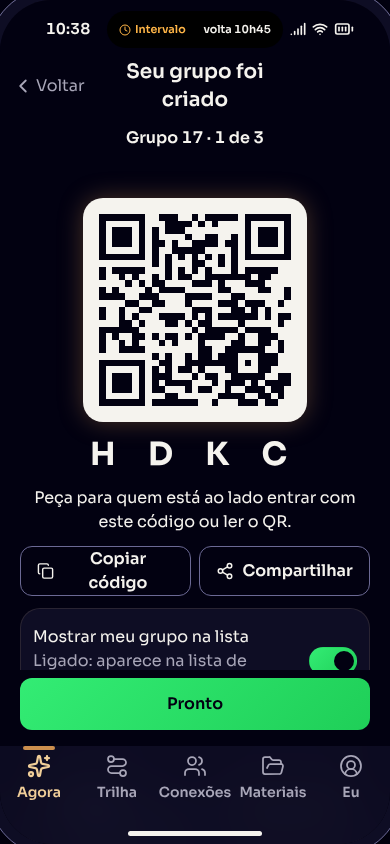 10:38
Intervalo volta 10h45
Voltar
Seu grupo foi
criado
Grupo 17 · 1 de 3
H D K C
Peça para quem está ao lado entrar com
este código ou ler o QR.
Copiar
código
Compartilhar
Mostrar meu grupo na lista
Ligado: aparece na lista de
Pronto
Agora Trilha Conexões Materiais Eu